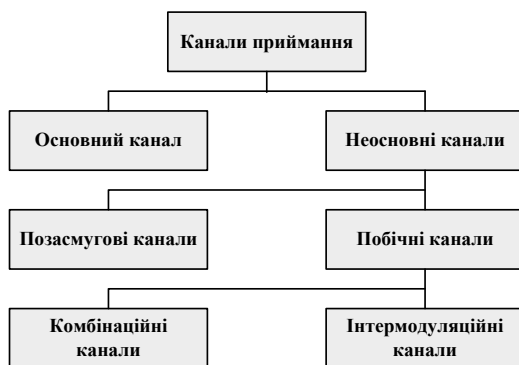 Канали приймання
Основний канал
Неосновні канали
Позасмугові канали
Побічні канали
Комбінаційні
канали
Інтермодуляційні
канали